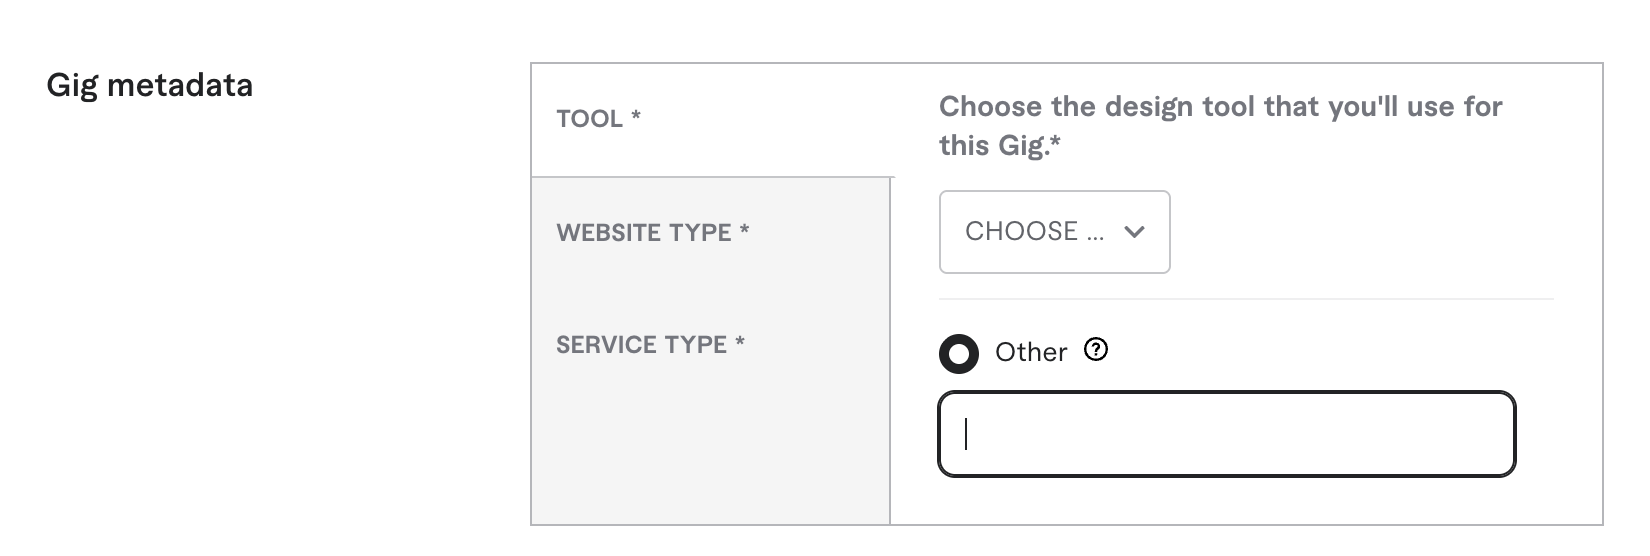 Gig metadata
TOOL *
Choose the design tool that you'll use for
this Gig.*
CHOOSE ...
WEBSITE TYPE *
SERVICE TYPE *
Other